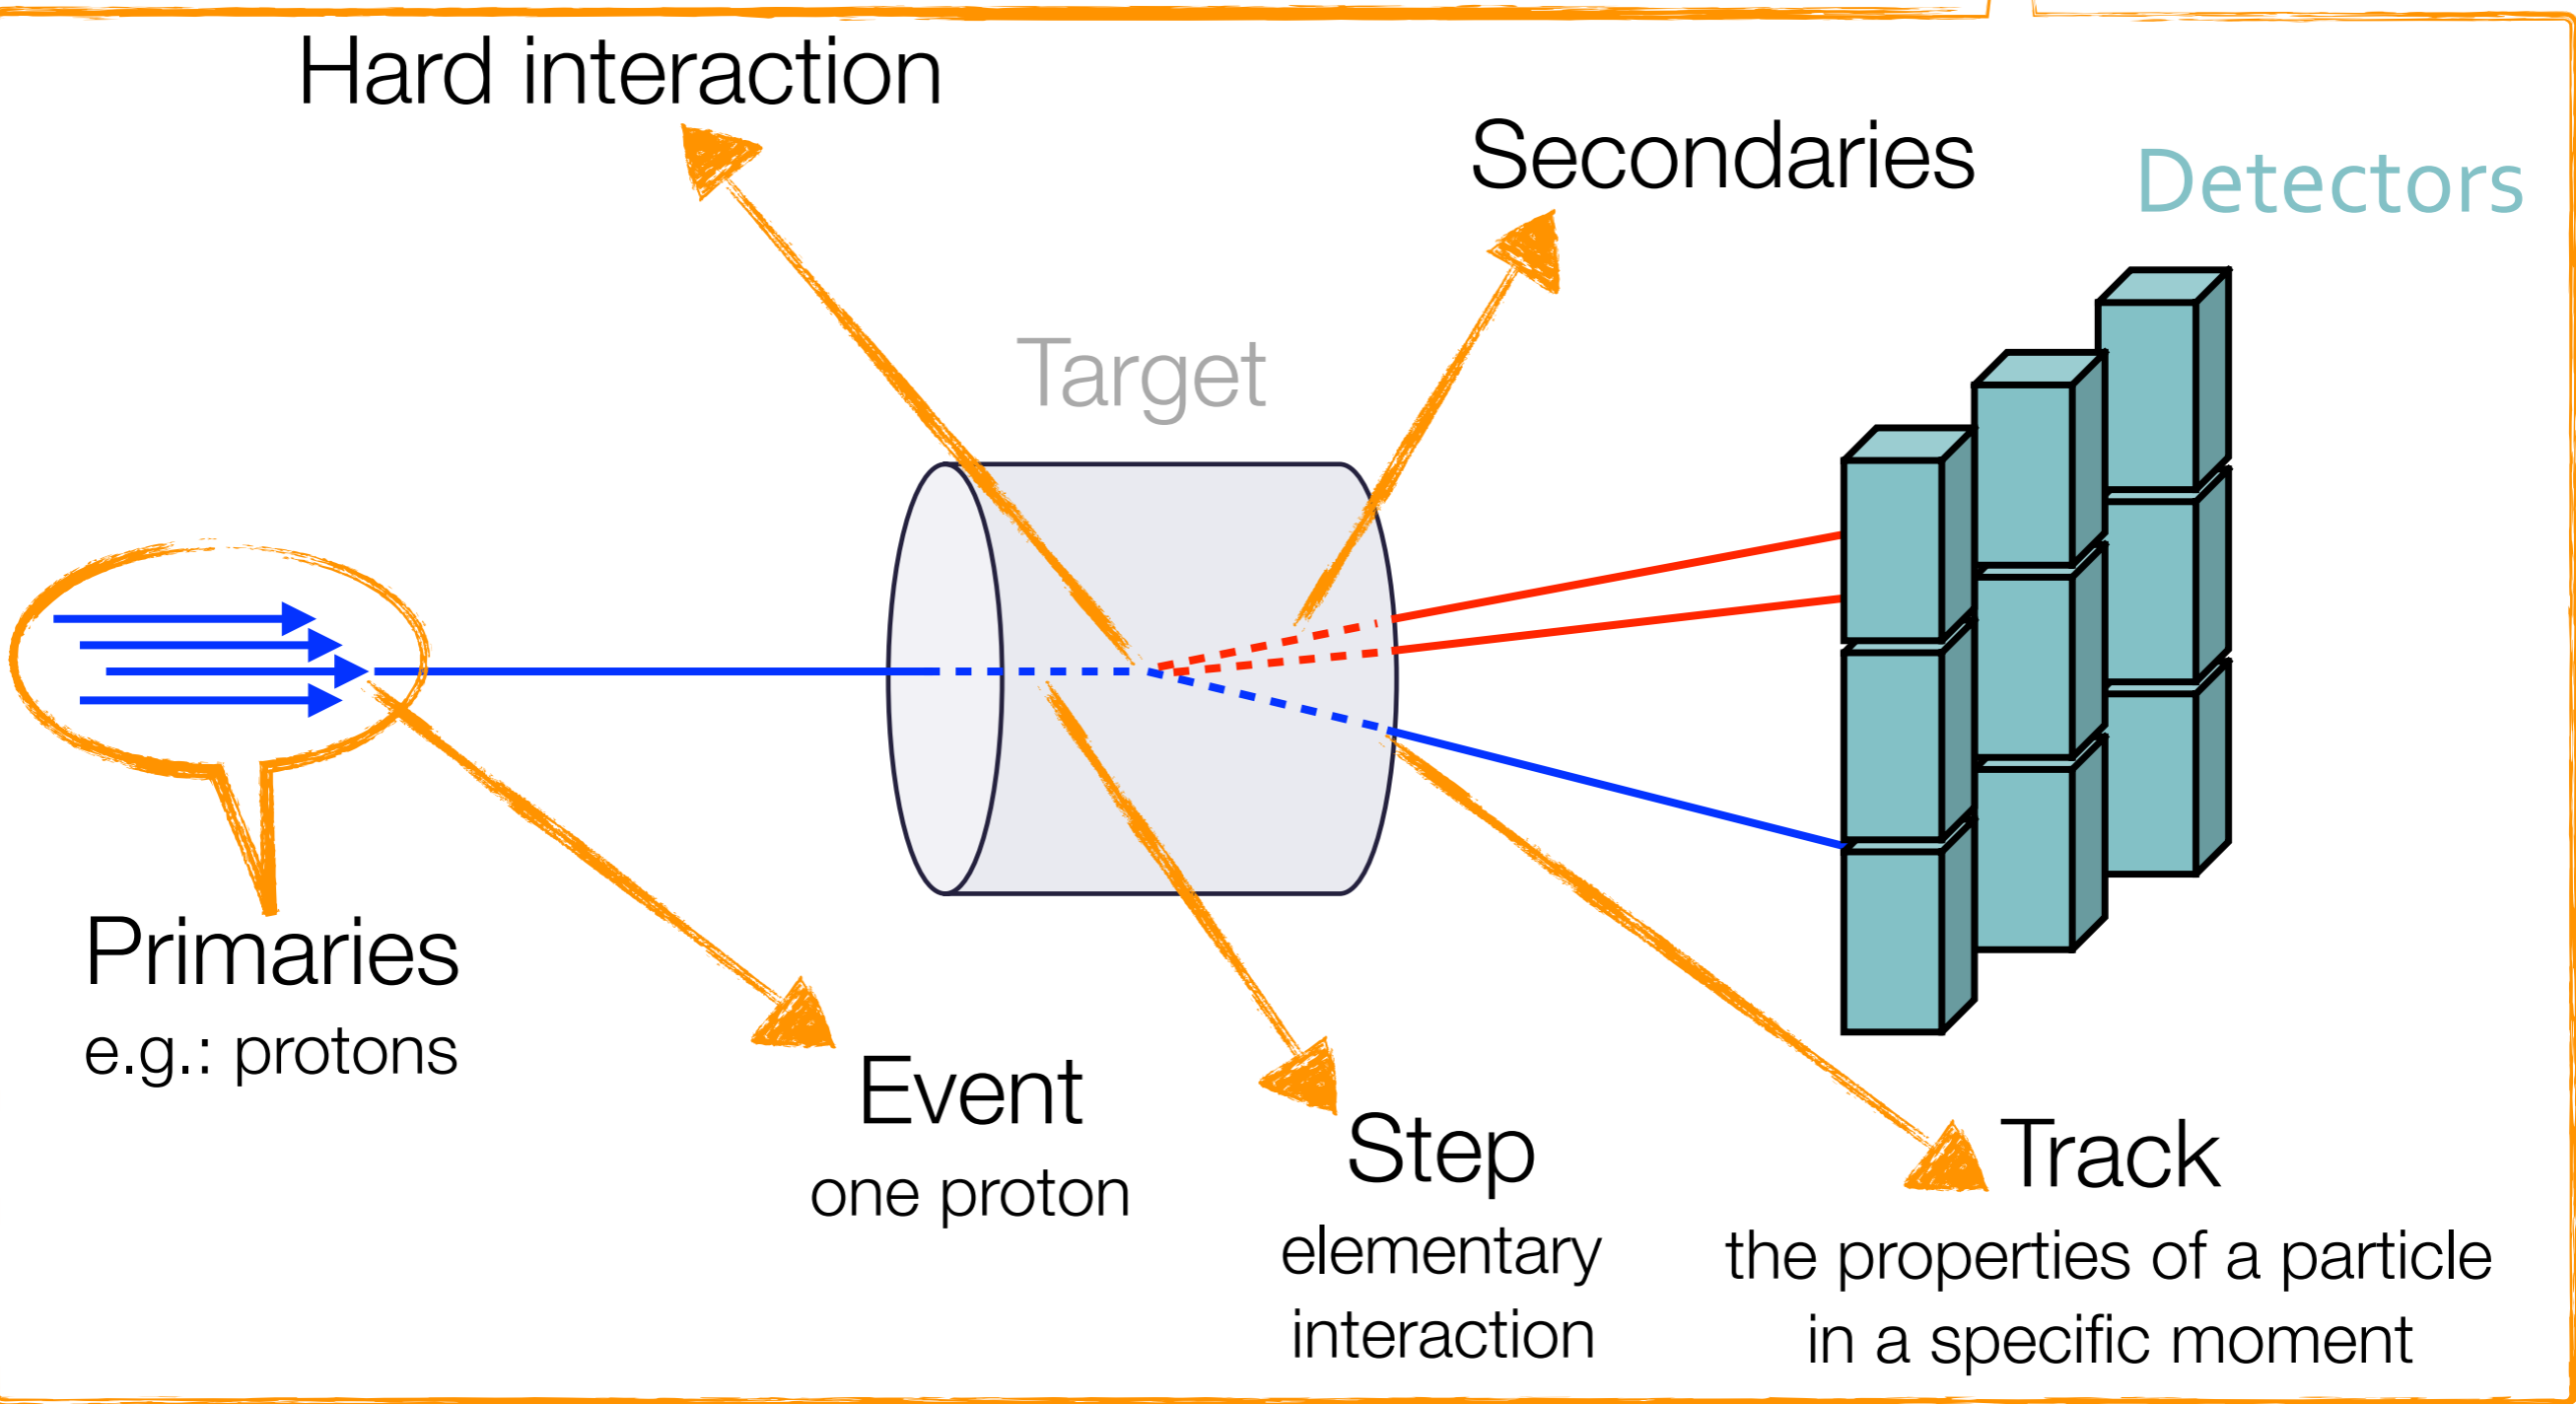 Hard interaction
Secondaries
Detectors
Target
Primaries
e.g.: protons
Event
one proton
Step
elementary
interaction
Track
the properties of a particle
in a specific moment